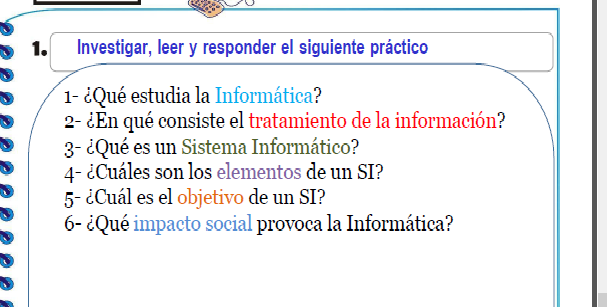 1. Investigar, leer y responder el siguiente práctico
1- ¿Qué estudia la Informática?
2- ¿En qué consiste el tratamiento de la información?
3- ¿Qué es un Sistema Informático?
4- ¿Cuáles son los elementos de un SI?
5- ¿Cuál es el objetivo de un SI?
6- ¿Qué impacto social provoca la Informática?